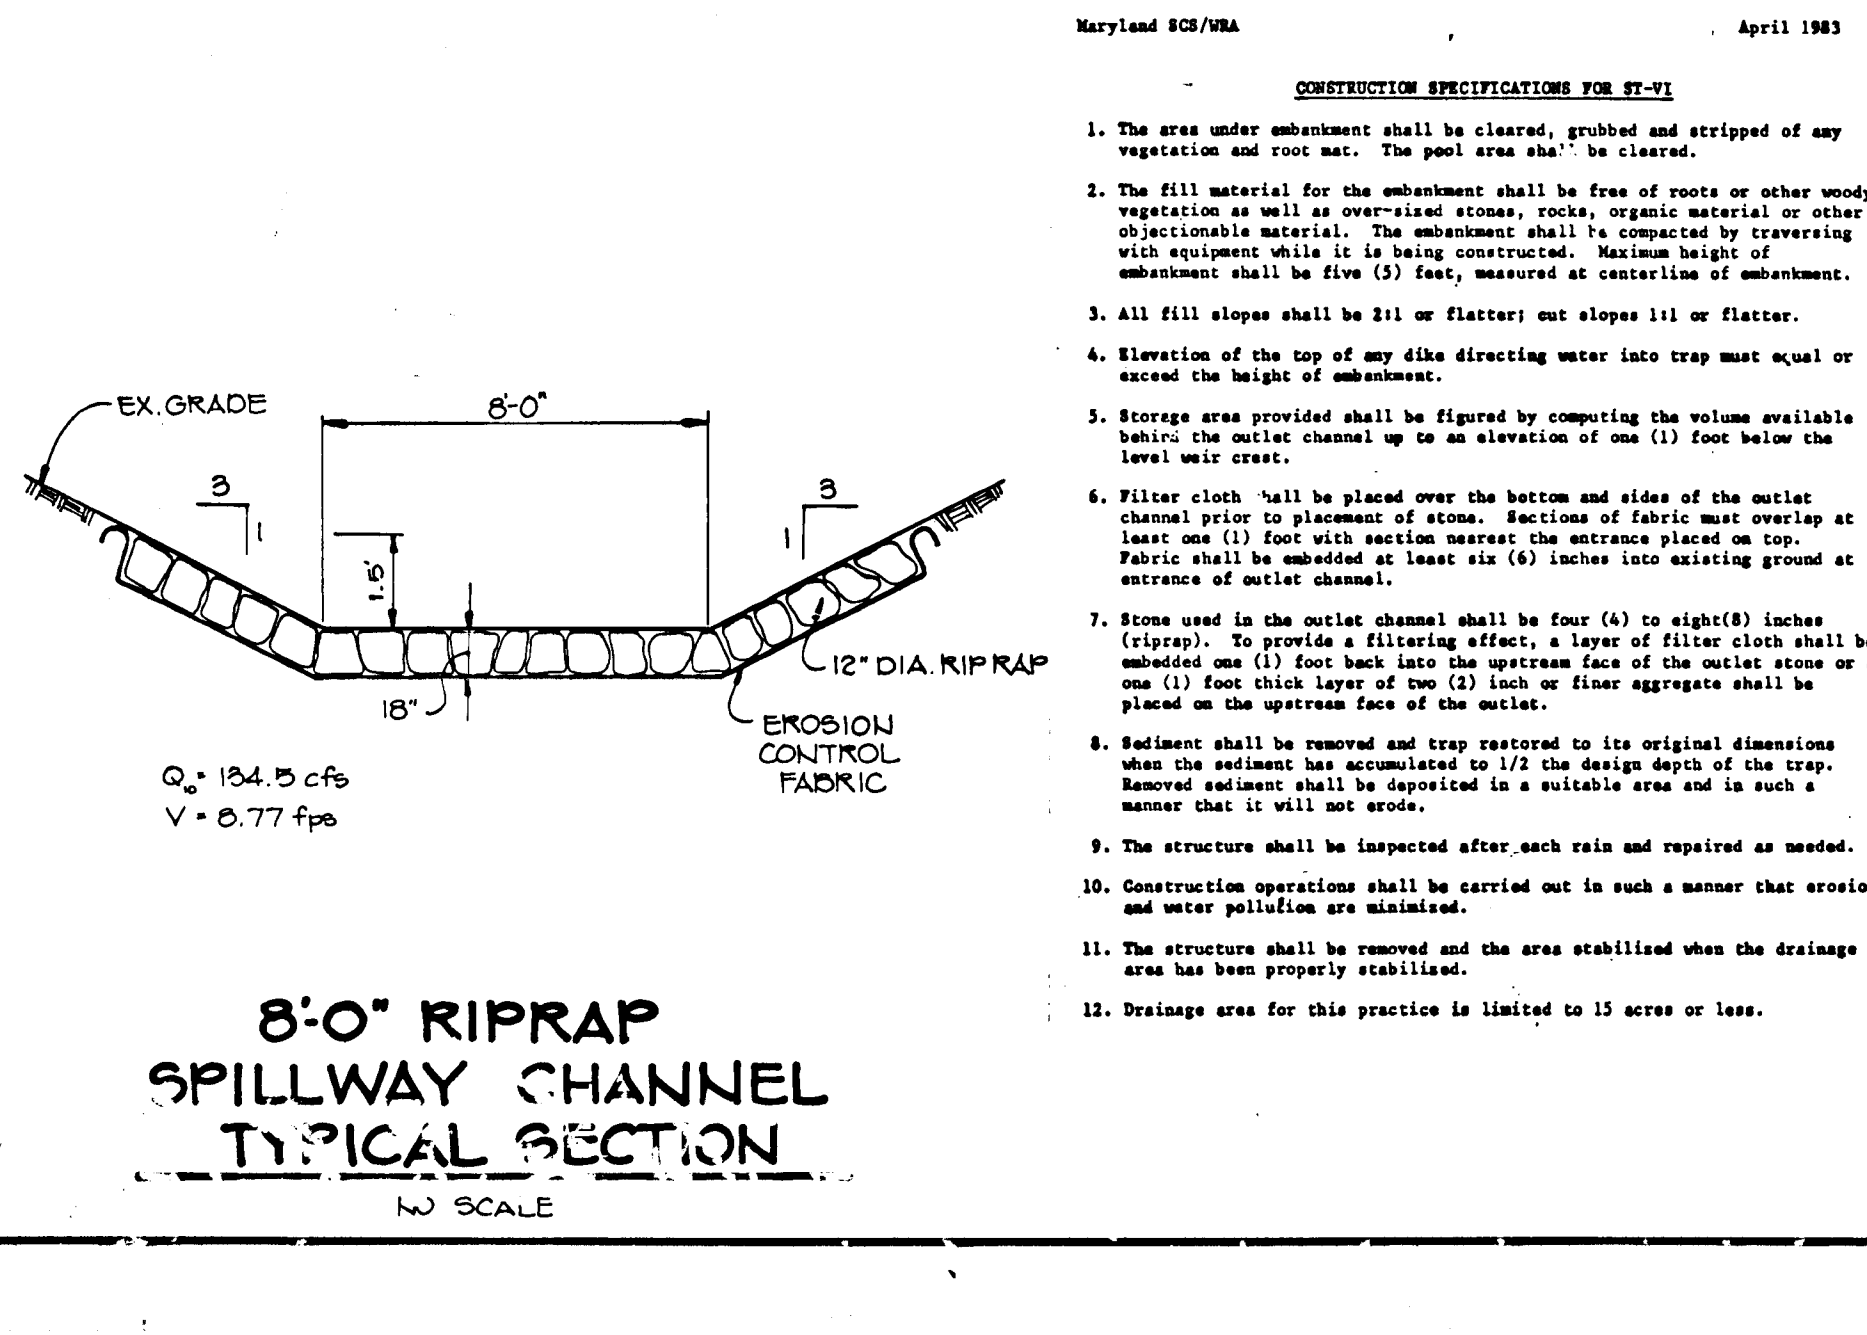 Maryland SCS/WRA
April 1983
CONSTRUCTION SPECIFICATIONS FOR ST-VI
1. The area under embankment shall be cleared, grubbed and stripped of any
vegetation and root mat. The pool area shall be cleared.
2. The fill material for the embankment shall be free of roots or other woody
vegetation as well as over-sized stones, rocks, organic material or other
objectionable material. The embankment shall be compacted by traversing
with equipment while it is being constructed. Maximum height of
embankment shall be five (5) feet, measured at centerline of embankment.
3. All fill slopes shall be 2:1 or flatter; cut slopes 1:1 or flatter.
4. Elevation of the top of any dike directing water into trap must equal or
exceed the height of embankment.
5. Storage area provided shall be figured by computing the volume available
behind the outlet channel up to an elevation of one (1) foot below the
level weir crest.
6. Filter cloth shall be placed over the bottom and sides of the outlet
channel prior to placement of stone. Sections of fabric must overlap at
least one (1) foot with section nearest the entrance placed on top.
Fabric shall be embedded at least six (6) inches into existing ground at
entrance of outlet channel.
7. Stone used in the outlet channel shall be four (4) to eight(8) inches
(riprap). To provide a filtering effect, a layer of filter cloth shall be
embedded one (1) foot back into the upstream face of the outlet stone or
one (1) foot thick layer of two (2) inch or finer aggregate shall be
placed on the upstream face of the outlet.
8. Sediment shall be removed and trap restored to its original dimensions
when the sediment has accumulated to 1/2 the design depth of the trap.
Removed sediment shall be deposited in a suitable area and in such a
manner that it will not erode.
9. The structure shall be inspected after each rain and repaired as needed.
10. Construction operations shall be carried out in such a manner that erosio
and water pollution are minimized.
11. The structure shall be removed and the area stabilized when the drainage
area has been properly stabilized.
12. Drainage area for this practice is limited to 15 acres or less.
EX. GRADE
8'-0"
3
1
3
1
1.5'
12" DIA. RIPRAP
18"
EROSION
CONTROL
FABRIC
Q10 = 134.5 cfs
V = 8.77 fps
8'-0" RIPRAP
SPILLWAY CHANNEL
TYPICAL SECTION
NO SCALE